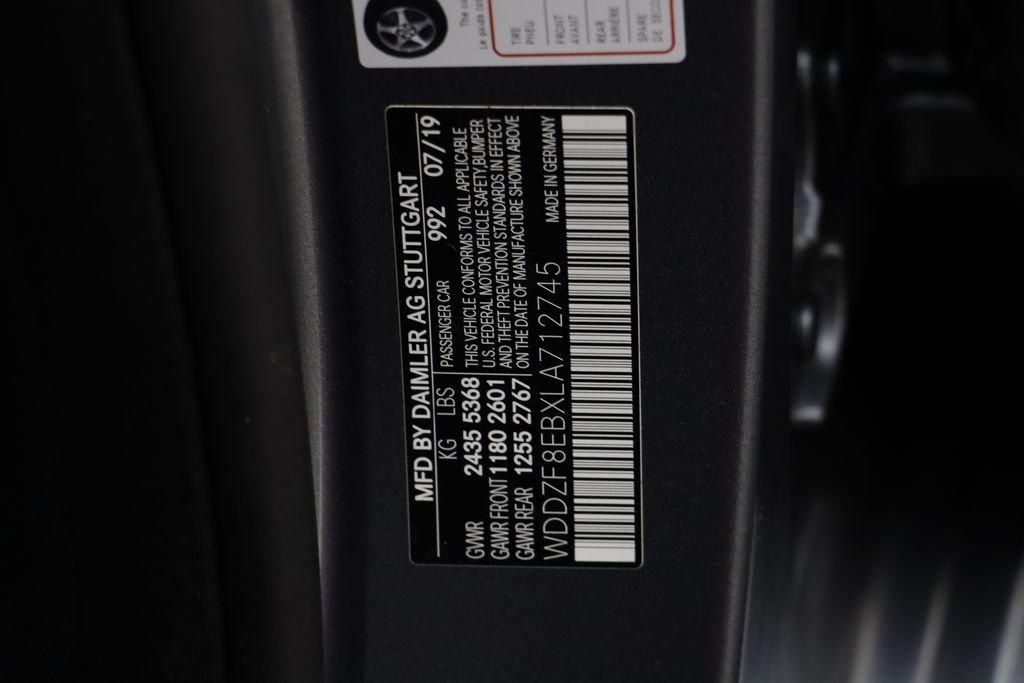 MFD BY DAIMLER AG STUTTGART
KG LBS PASSENGER CAR 992 07/19
GVWR 2435 5368 THIS VEHICLE CONFORMS TO ALL APPLICABLE
GAWR FRONT 1180 2601 U.S. FEDERAL MOTOR VEHICLE SAFETY,BUMPER
AND THEFT PREVENTION STANDARDS IN EFFECT
GAWR REAR 1255 2767 ON THE DATE OF MANUFACTURE SHOWN ABOVE
WDDZF8EBXLA712745 MADE IN GERMANY
The
Le poids
TIRE
PNEU
FRONT
AVANT
REAR
ARRIÈRE
SPARE
DE SECO